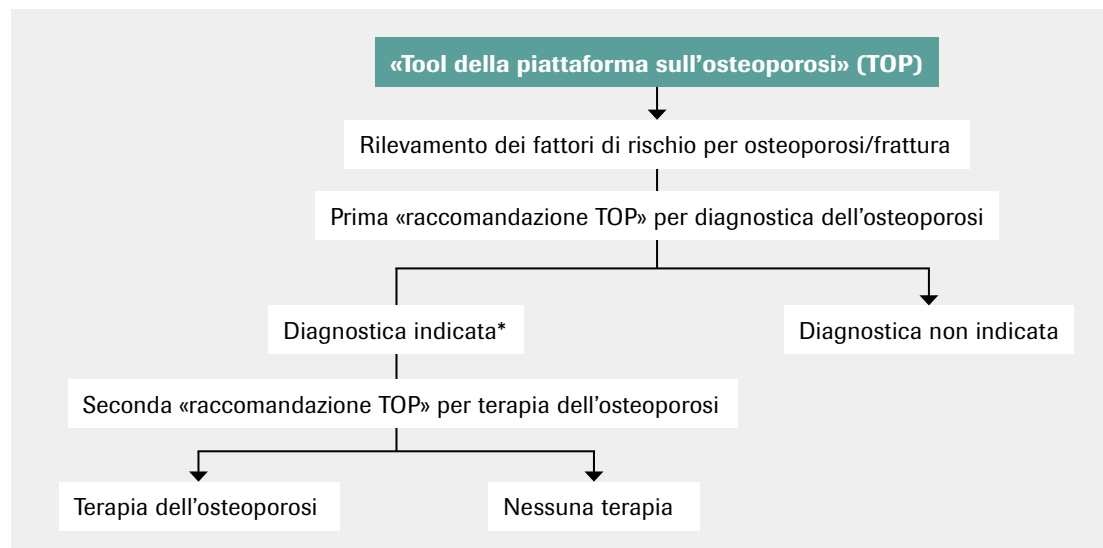 «Tool della piattaforma sull'osteoporosi» (TOP)
Rilevamento dei fattori di rischio per osteoporosi/frattura
Prima «raccomandazione TOP» per diagnostica dell'osteoporosi
Diagnostica indicata*
Diagnostica non indicata
Seconda «raccomandazione TOP» per terapia dell'osteoporosi
Terapia dell'osteoporosi
Nessuna terapia